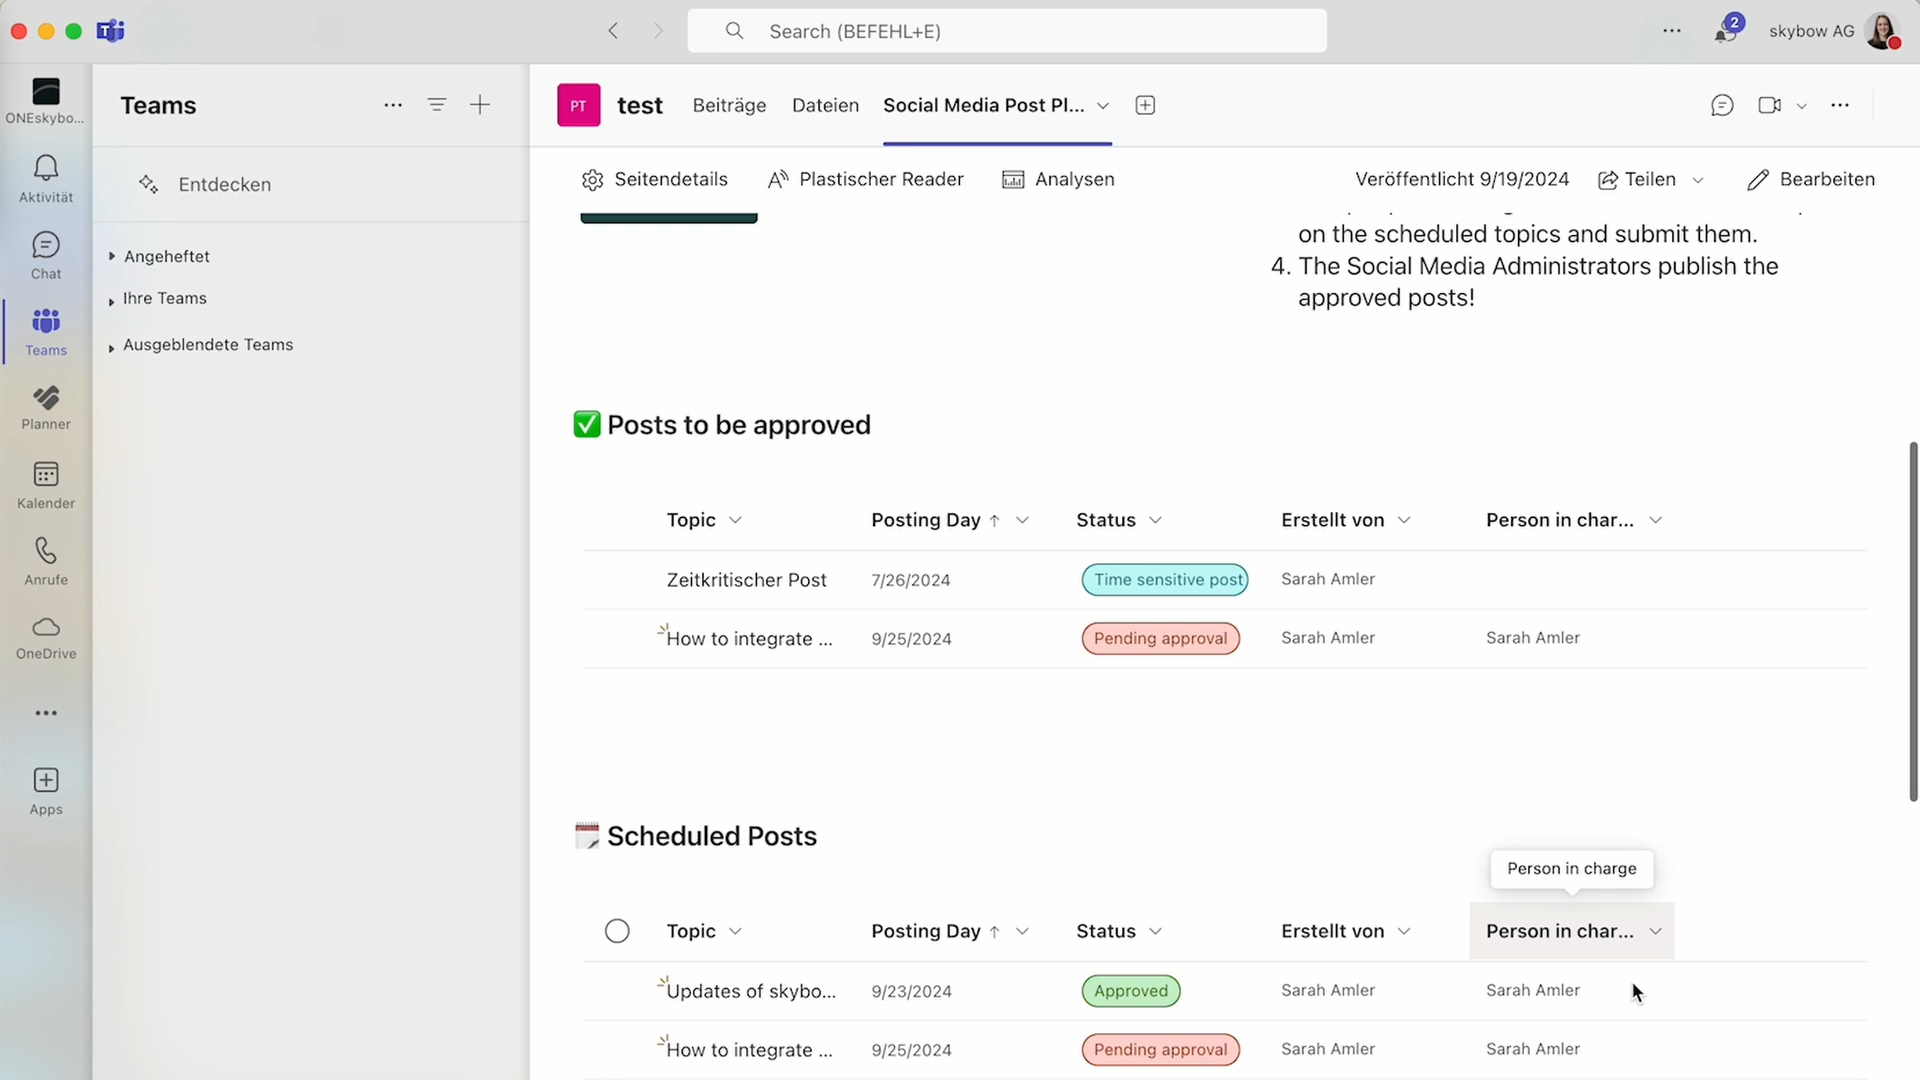 Search (BEFEHL+E)
2
skybow AG
ONEskybo...
Aktivität
Chat
Teams
Planner
Kalender
Anrufe
OneDrive
Apps
Teams
Entdecken
Angeheftet
Ihre Teams
Ausgeblendete Teams
PT
test
Beiträge
Dateien
Social Media Post Pl...
Seitendetails
Plastischer Reader
Analysen
Veröffentlicht 9/19/2024
Teilen
Bearbeiten
on the scheduled topics and submit them.
4. The Social Media Administrators publish the
approved posts!
✅ Posts to be approved
Topic Posting Day ↑ Status Erstellt von Person in char...
Zeitkritischer Post 7/26/2024 Time sensitive post Sarah Amler
How to integrate ... 9/25/2024 Pending approval Sarah Amler Sarah Amler
Scheduled Posts
Person in charge
Topic Posting Day ↑ Status Erstellt von Person in char...
Updates of skybo... 9/23/2024 Approved Sarah Amler Sarah Amler
How to integrate ... 9/25/2024 Pending approval Sarah Amler Sarah Amler